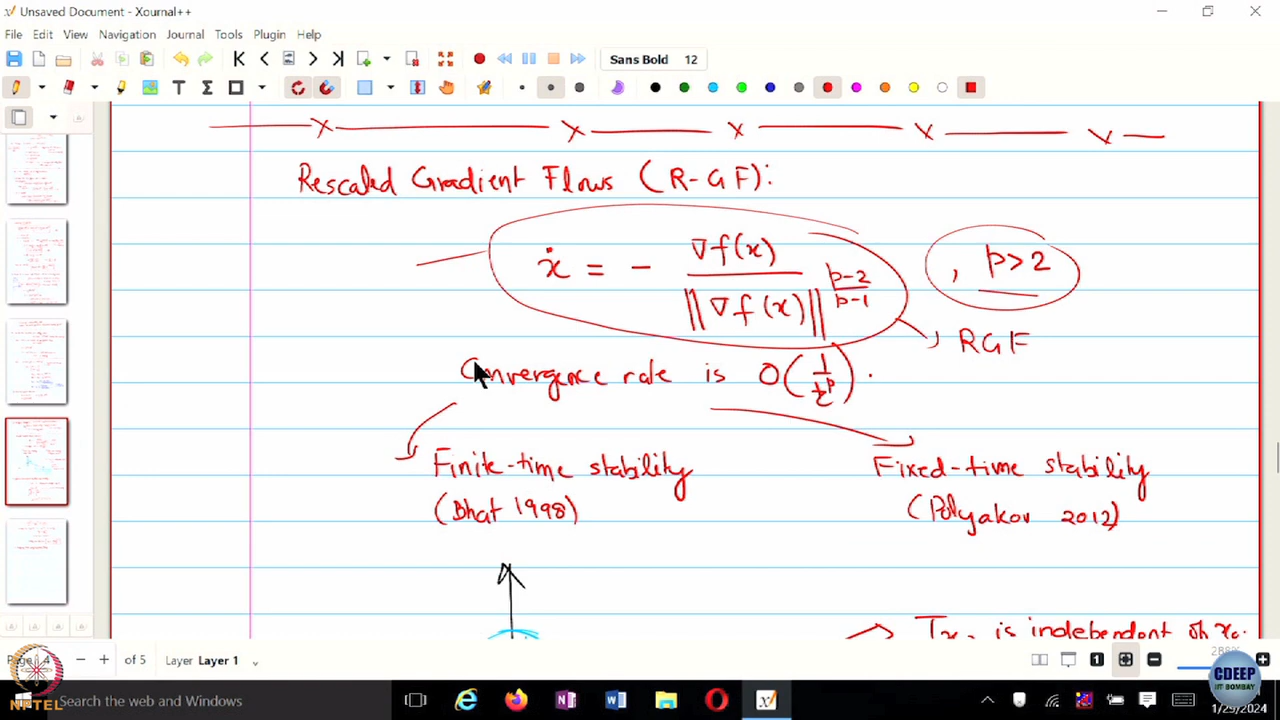 Unsaved Document - Xournal++
File Edit View Navigation Journal Tools Plugin Help
Sans Bold 12
Rescaled Gradient Flows (R-GF):
ẋ = - ∇f(x) / ||∇f(x)||^{p-2/p-1} , p>2
RGF
Convergence rate is O(1/t^p).
Finite-time stability Fixed-time stability
(Bhat 1998) (Polyakov 2012)
is independent of x0.
Page 4 of 5 Layer Layer 1 288%
Search the web and Windows
1/29/2024
NPTEL
CDEEP
IIT BOMBAY